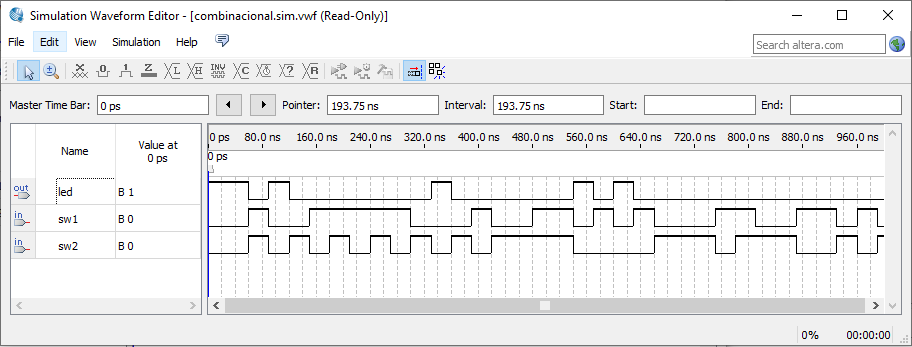 Simulation Waveform Editor - [combinacional.sim.vwf (Read-Only)]
File Edit View Simulation Help
Search altera.com
Master Time Bar: 0 ps Pointer: 193.75 ns Interval: 193.75 ns Start: End:
Name Value at 0 ps
0 ps 80.0 ns 160.0 ns 240.0 ns 320.0 ns 400.0 ns 480.0 ns 560.0 ns 640.0 ns 720.0 ns 800.0 ns 880.0 ns 960.0 ns
0 ps
out led B 1
in sw1 B 0
in sw2 B 0
0% 00:00:00